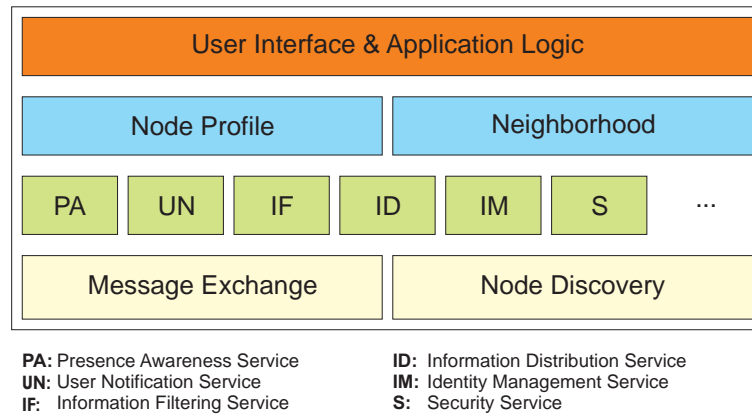 User Interface & Application Logic
Node Profile
Neighborhood
PA
UN
IF
ID
IM
S
...
Message Exchange
Node Discovery
PA: Presence Awareness Service
UN: User Notification Service
IF: Information Filtering Service
ID: Information Distribution Service
IM: Identity Management Service
S: Security Service